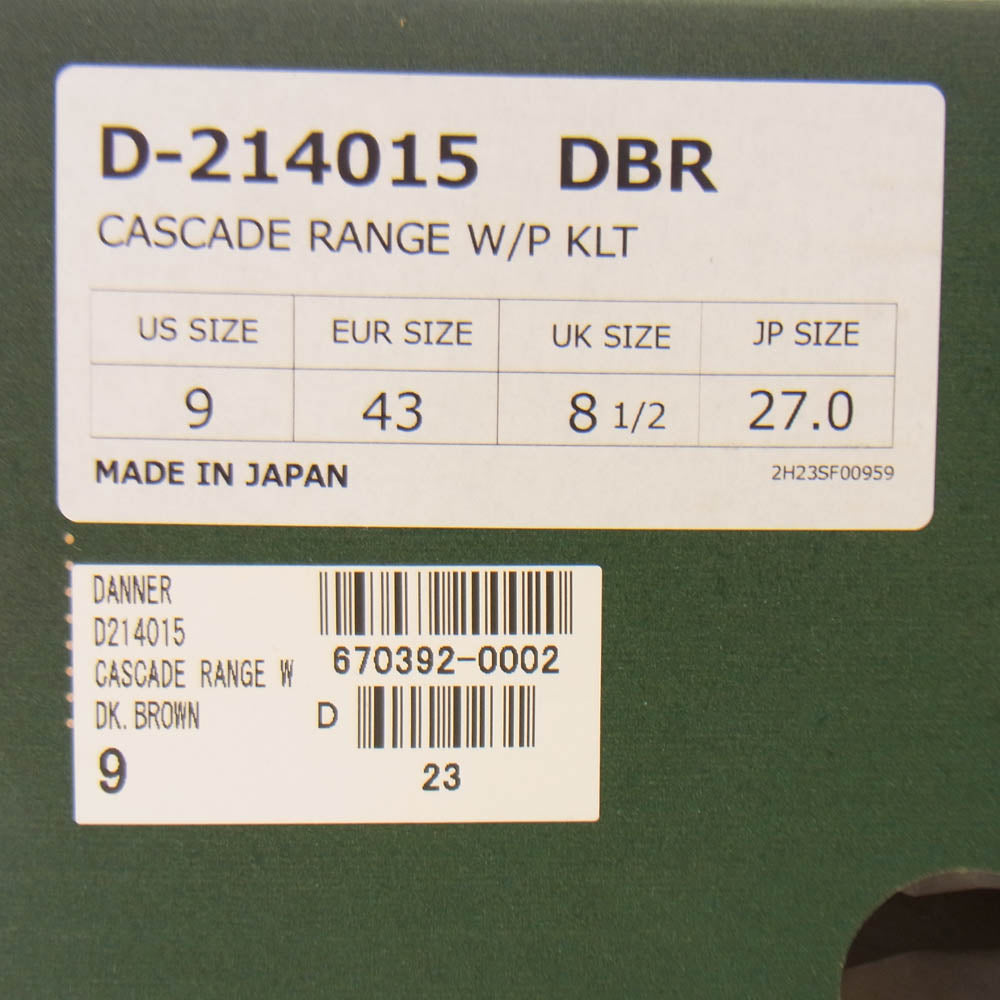 D-214015 DBR
CASCADE RANGE W/P KLT
US SIZE EUR SIZE UK SIZE JP SIZE
9 43 8 1/2 27.0
MADE IN JAPAN 2H23SF00959
DANNER
D214015
CASCADE RANGE W 670392-0002
DK. BROWN D
9 23